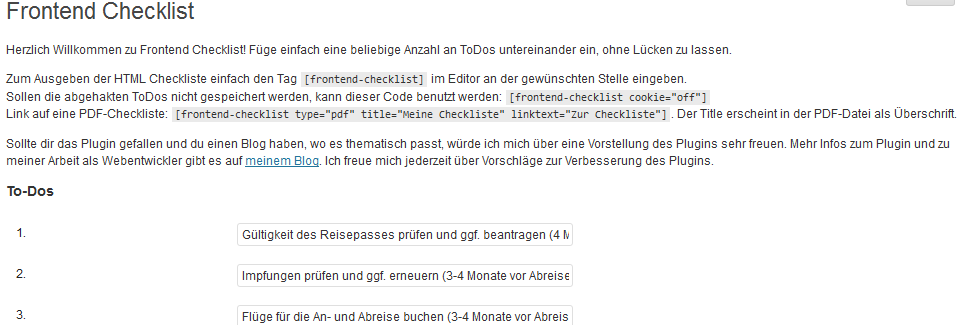 Frontend Checklist
Herzlich Willkommen zu Frontend Checklist! Füge einfach eine beliebige Anzahl an ToDos untereinander ein, ohne Lücken zu lassen.
Zum Ausgeben der HTML Checkliste einfach den Tag [frontend-checklist] im Editor an der gewünschten Stelle eingeben.
Sollen die abgehakten ToDos nicht gespeichert werden, kann dieser Code benutzt werden: [frontend-checklist cookie="off"]
Link auf eine PDF-Checkliste: [frontend-checklist type="pdf" title="Meine Checkliste" linktext="Zur Checkliste"]. Der Title erscheint in der PDF-Datei als Überschrift.
Sollte dir das Plugin gefallen und du einen Blog haben, wo es thematisch passt, würde ich mich über eine Vorstellung des Plugins sehr freuen. Mehr Infos zum Plugin und zu
meiner Arbeit als Webentwickler gibt es auf meinem Blog. Ich freue mich jederzeit über Vorschläge zur Verbesserung des Plugins.
To-Dos
1. Gültigkeit des Reisepasses prüfen und ggf. beantragen (4 M
2. Impfungen prüfen und ggf. erneuern (3-4 Monate vor Abreise
3. Flüge für die An- und Abreise buchen (3-4 Monate vor Abreis